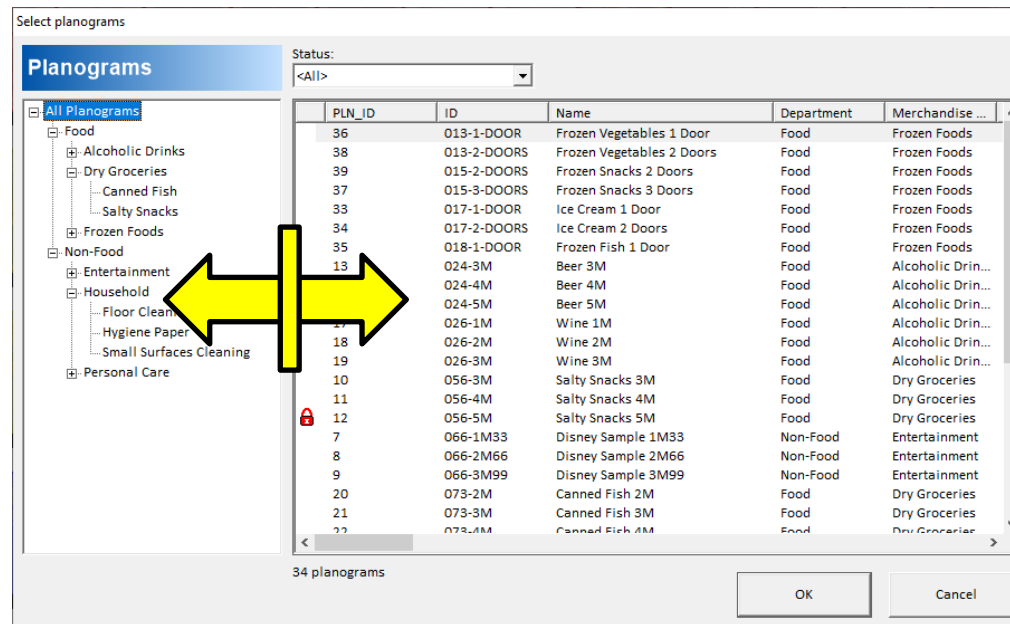 Select planograms
Planograms
All Planograms
Food
Alcoholic Drinks
Dry Groceries
Canned Fish
Salty Snacks
Frozen Foods
Non-Food
Entertainment
Household
Floor
Hygiene Paper
Small Surfaces Cleaning
Personal Care
Status:
<All>
PLN_ID ID Name Department Merchandise ...
36 013-1-DOOR Frozen Vegetables 1 Door Food Frozen Foods
38 013-2-DOORS Frozen Vegetables 2 Doors Food Frozen Foods
39 015-2-DOORS Frozen Snacks 2 Doors Food Frozen Foods
37 015-3-DOORS Frozen Snacks 3 Doors Food Frozen Foods
33 017-1-DOOR Ice Cream 1 Door Food Frozen Foods
34 017-2-DOORS Ice Cream 2 Doors Food Frozen Foods
35 018-1-DOOR Frozen Fish 1 Door Food Frozen Foods
13 024-3M Beer 3M Food Alcoholic Drin...
024-4M Beer 4M Food Alcoholic Drin...
024-5M Beer 5M Food Alcoholic Drin...
17 026-1M Wine 1M Food Alcoholic Drin...
18 026-2M Wine 2M Food Alcoholic Drin...
19 026-3M Wine 3M Food Alcoholic Drin...
10 056-3M Salty Snacks 3M Food Dry Groceries
11 056-4M Salty Snacks 4M Food Dry Groceries
12 056-5M Salty Snacks 5M Food Dry Groceries
7 066-1M33 Disney Sample 1M33 Non-Food Entertainment
8 066-2M66 Disney Sample 2M66 Non-Food Entertainment
9 066-3M99 Disney Sample 3M99 Non-Food Entertainment
20 073-2M Canned Fish 2M Food Dry Groceries
21 073-3M Canned Fish 3M Food Dry Groceries
22 073-4M Canned Fish 4M Food Dry Groceries
34 planograms
OK
Cancel